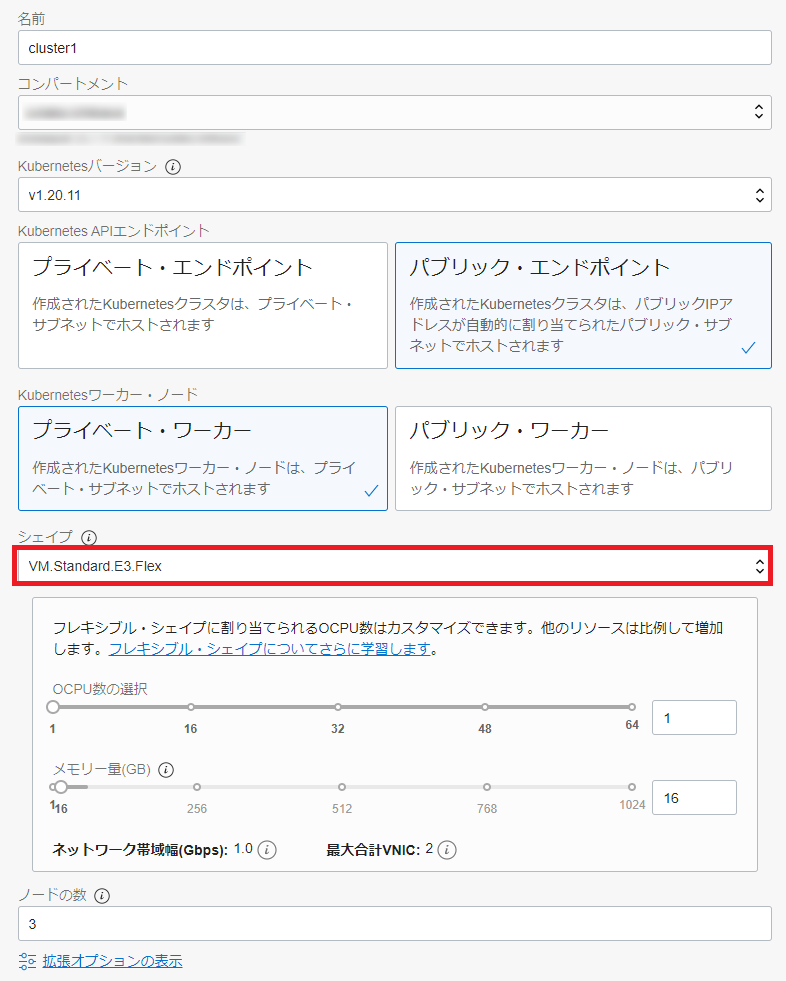 名前
cluster1
コンパートメント
Kubernetesバージョン
v1.20.11
Kubernetes APIエンドポイント
プライベート・エンドポイント
作成されたKubernetesクラスタは、プライベート・
サブネットでホストされます
パブリック・エンドポイント
作成されたKubernetesクラスタは、パブリックIPア
ドレスが自動的に割り当てられたパブリック・サブ
ネットでホストされます
Kubernetesワーカー・ノード
プライベート・ワーカー
作成されたKubernetesワーカー・ノードは、プライ
ベート・サブネットでホストされます
パブリック・ワーカー
作成されたKubernetesワーカー・ノードは、パブリ
ック・サブネットでホストされます
シェイプ
VM.Standard.E3.Flex
フレキシブル・シェイプに割り当てられるOCPU数はカスタマイズできます。他のリソースは比例して増加
します。フレキシブル・シェイプについてさらに学習します。
OCPU数の選択
1 16 32 48 64
1
メモリー量(GB)
1 16 256 512 768 1024
16
ネットワーク帯域幅(Gbps): 1.0 最大合計VNIC: 2
ノードの数
3
拡張オプションの表示